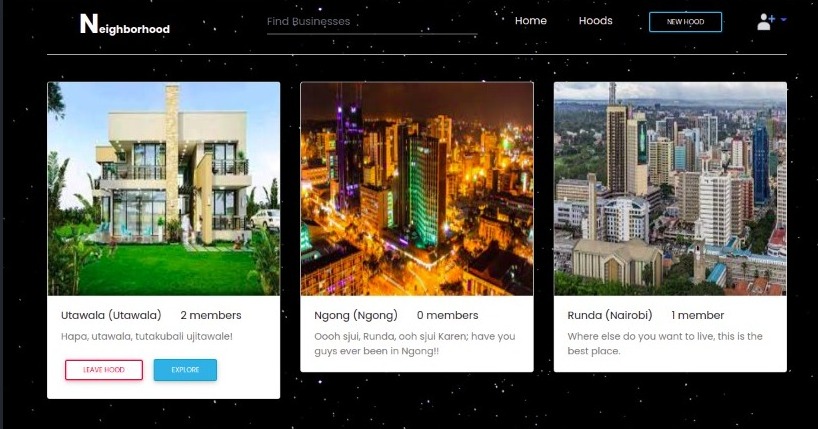 Neighborhood
Find Businesses
Home
Hoods
NEW HOOD
Utawala (Utawala) 2 members
Hapa, utawala, tutakubali ujitawale!
LEAVE HOOD
EXPLORE
Ngong (Ngong) 0 members
Oooh sjui, Runda, ooh sjui Karen; have you
guys ever been in Ngong!!
Runda (Nairobi) 1 member
Where else do you want to live, this is the
best place.